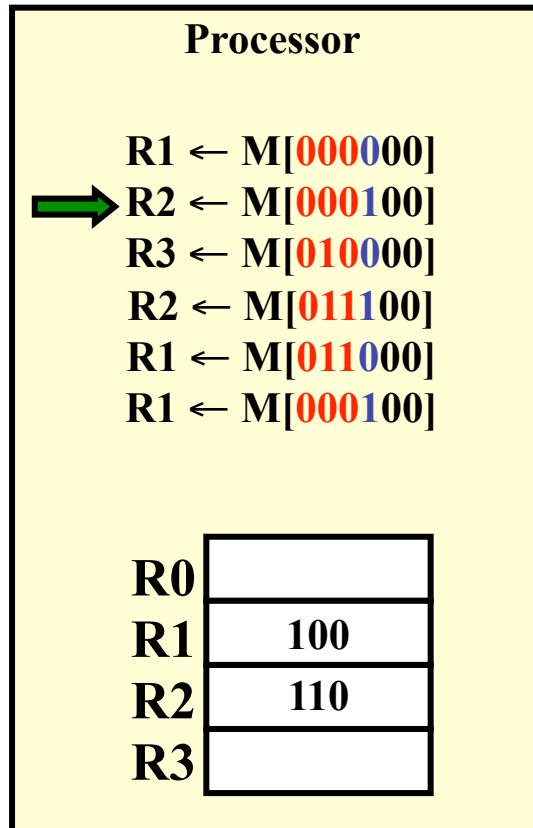 Processor
R1 ← M[000000]
R2 ← M[000100]
R3 ← M[010000]
R2 ← M[011100]
R1 ← M[011000]
R1 ← M[000100]
R0
R1 100
R2 110
R3